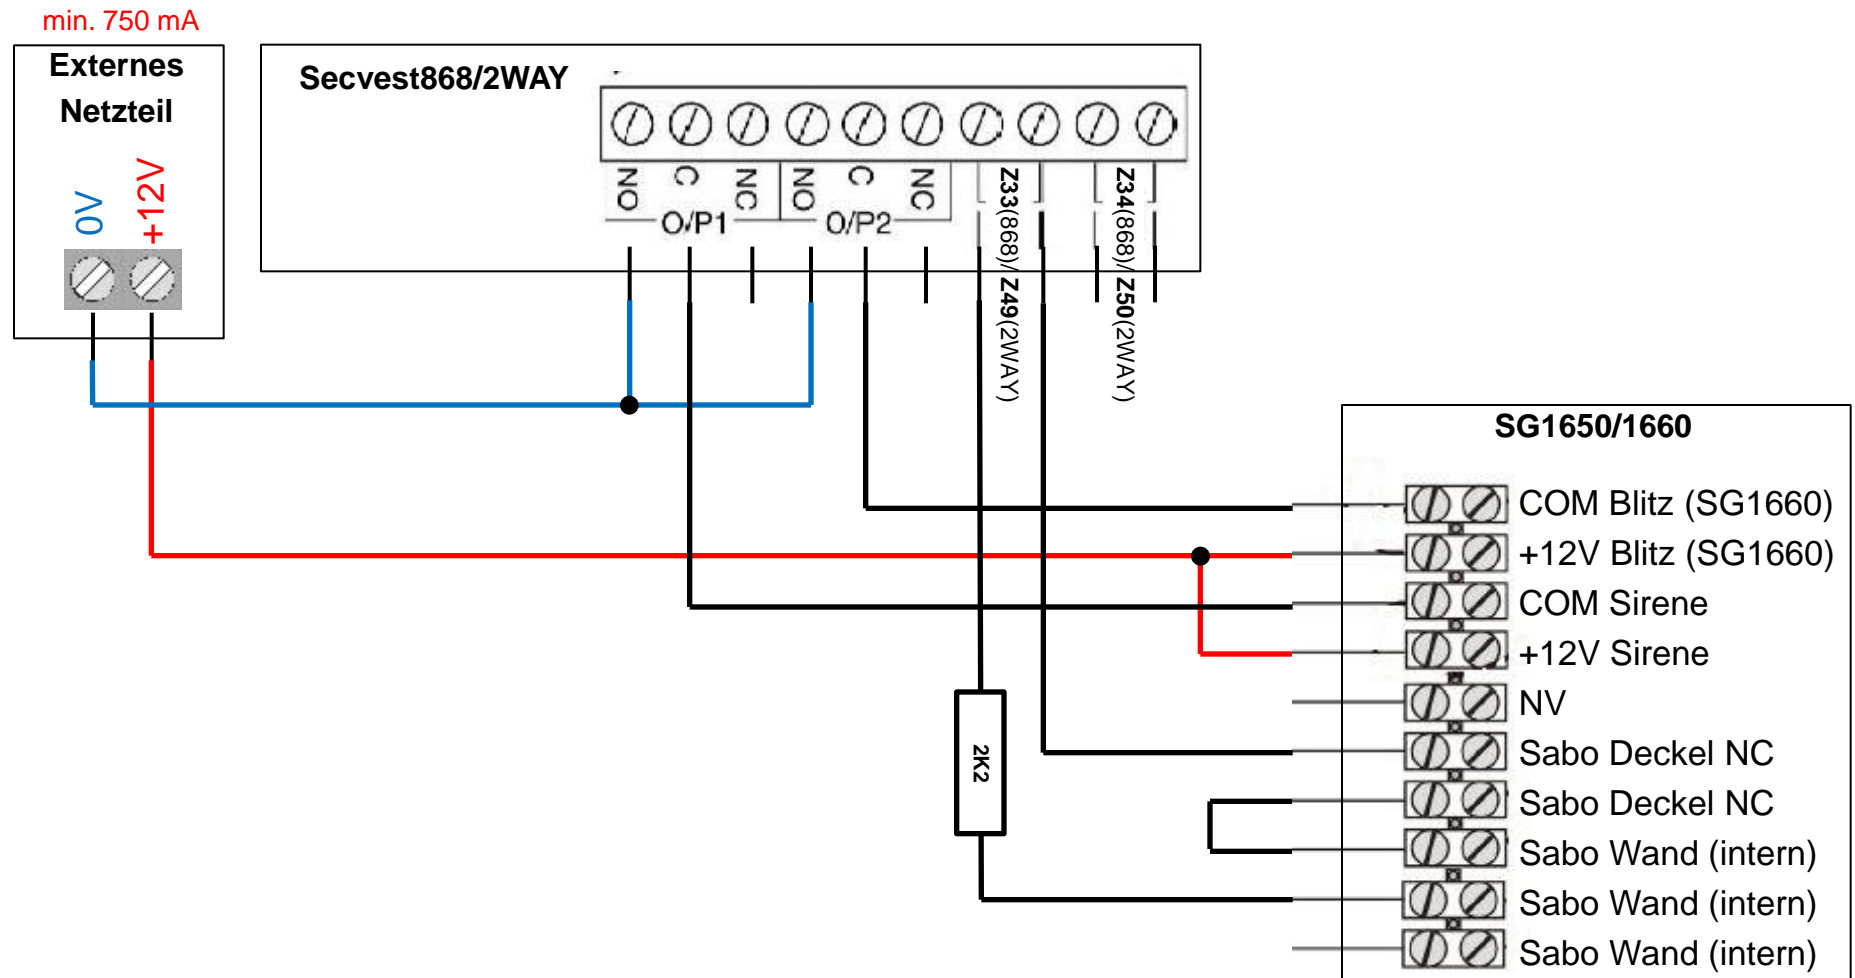 min. 750 mA
Externes
Netzteil
0V
+12V
Secvest868/2WAY
NO
C
NC
NO
C
NC
O/P1
O/P2
Z33(868)/ Z49(2WAY)
Z34(868)/ Z50(2WAY)
2K2
SG1650/1660
COM Blitz (SG1660)
+12V Blitz (SG1660)
COM Sirene
+12V Sirene
NV
Sabo Deckel NC
Sabo Deckel NC
Sabo Wand (intern)
Sabo Wand (intern)
Sabo Wand (intern)